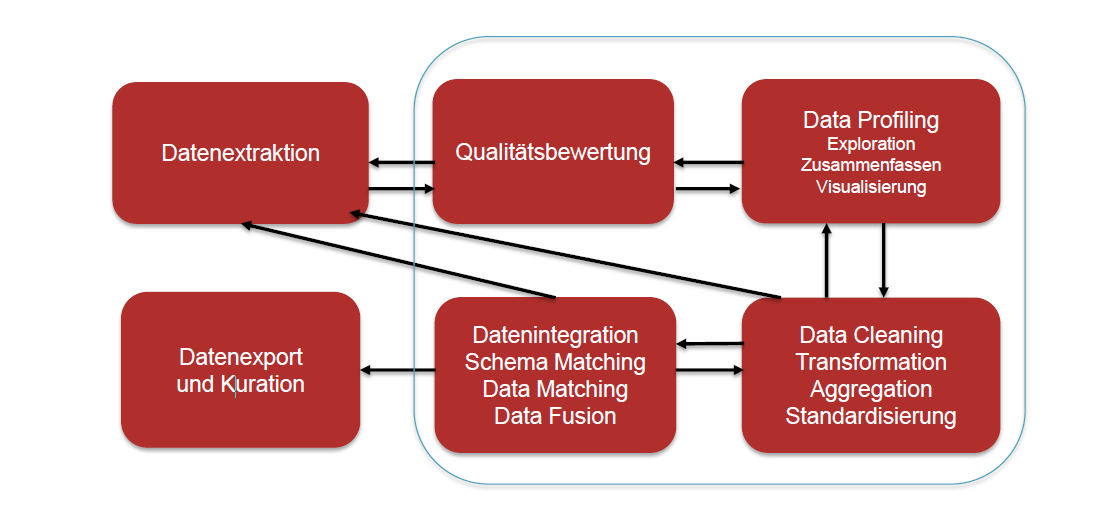 Datenextraktion
Qualitätsbewertung
Data Profiling
Exploration
Zusammenfassen
Visualisierung
Datenexport
und Kuration
Datenintegration
Schema Matching
Data Matching
Data Fusion
Data Cleaning
Transformation
Aggregation
Standardisierung